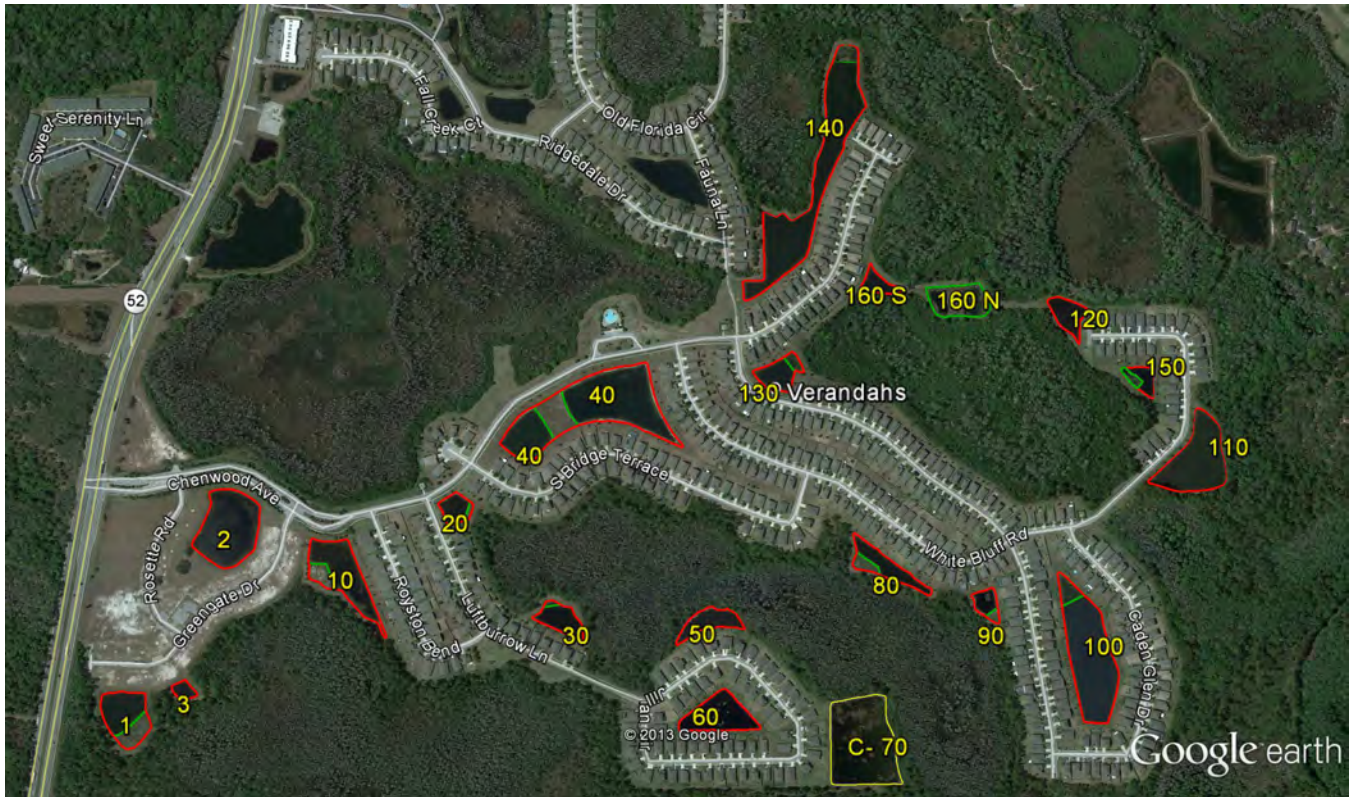 Sweet Serenity Ln
Fall Creek Ct
Old Florida Cir
Ridgedale Dr
Fauna Ln
140
52
160 S
160 N
120
150
130
Verandahs
40
40
110
S Bridge Terrace
Chenwood Ave
20
2
Rosette Rd
Greengate Dr
10
Royston Bend
Luftburrow Ln
30
50
White Bluff Rd
80
90
100
Caden Glen Dr
1
3
60
© 2013 Google
C- 70
Google earth